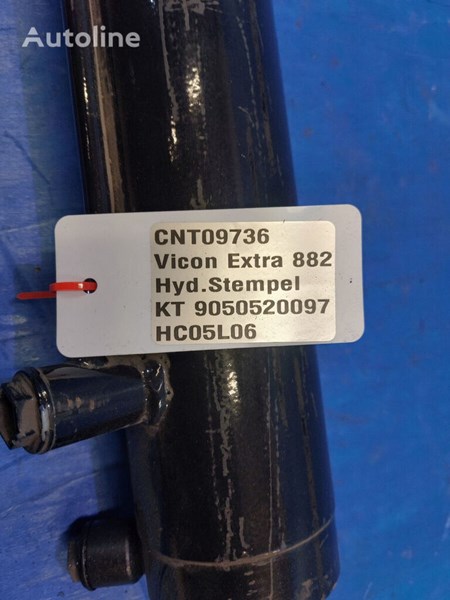 Autoline
CNT09736
Vicon Extra 882
Hyd.Stempel
KT 9050520097
HC05L06